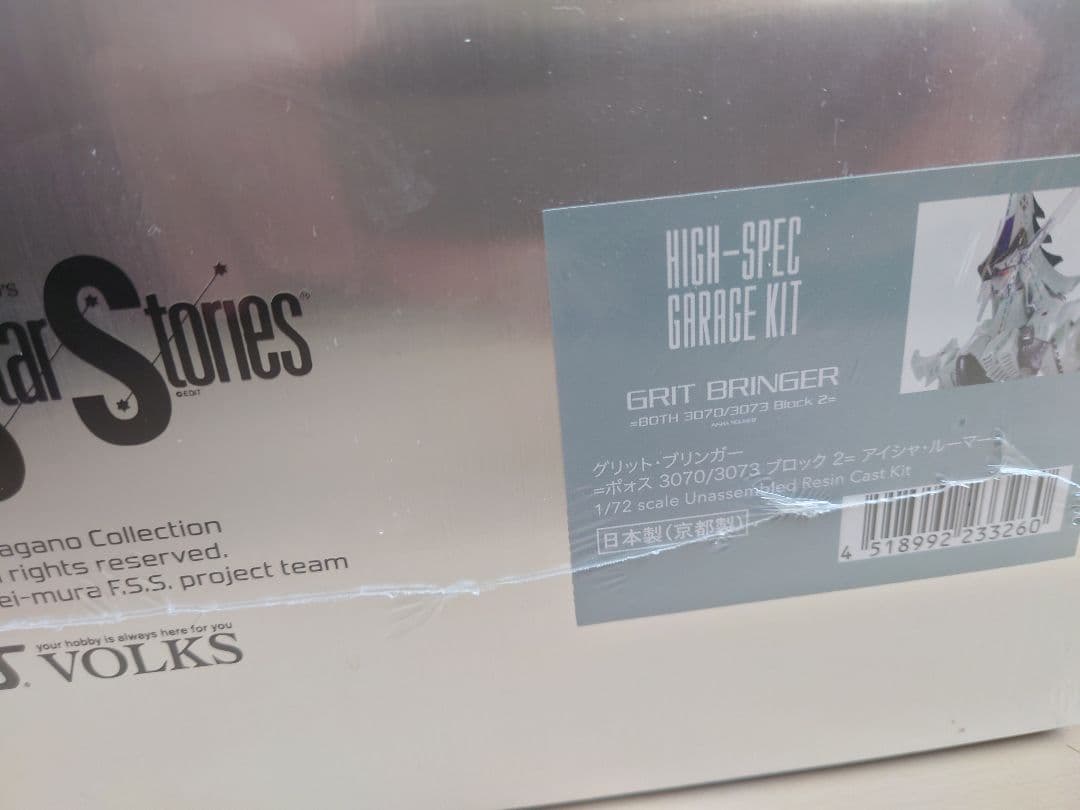 's
tar Stories®
©EDIT
agano Collection
rights reserved.
ei-mura F.S.S. project team
your hobby is always here for you
VOLKS
HIGH-SPEC
GARAGE KIT
GRIT BRINGER
=BOTH 3070/3073 Block 2=
グリット・ブリンガー
=ボォス 3070/3073 ブロック 2= アイシャ・ルーマー
1/72 scale Unassembled Resin Cast Kit
日本製(京都製)
4 518992 233260